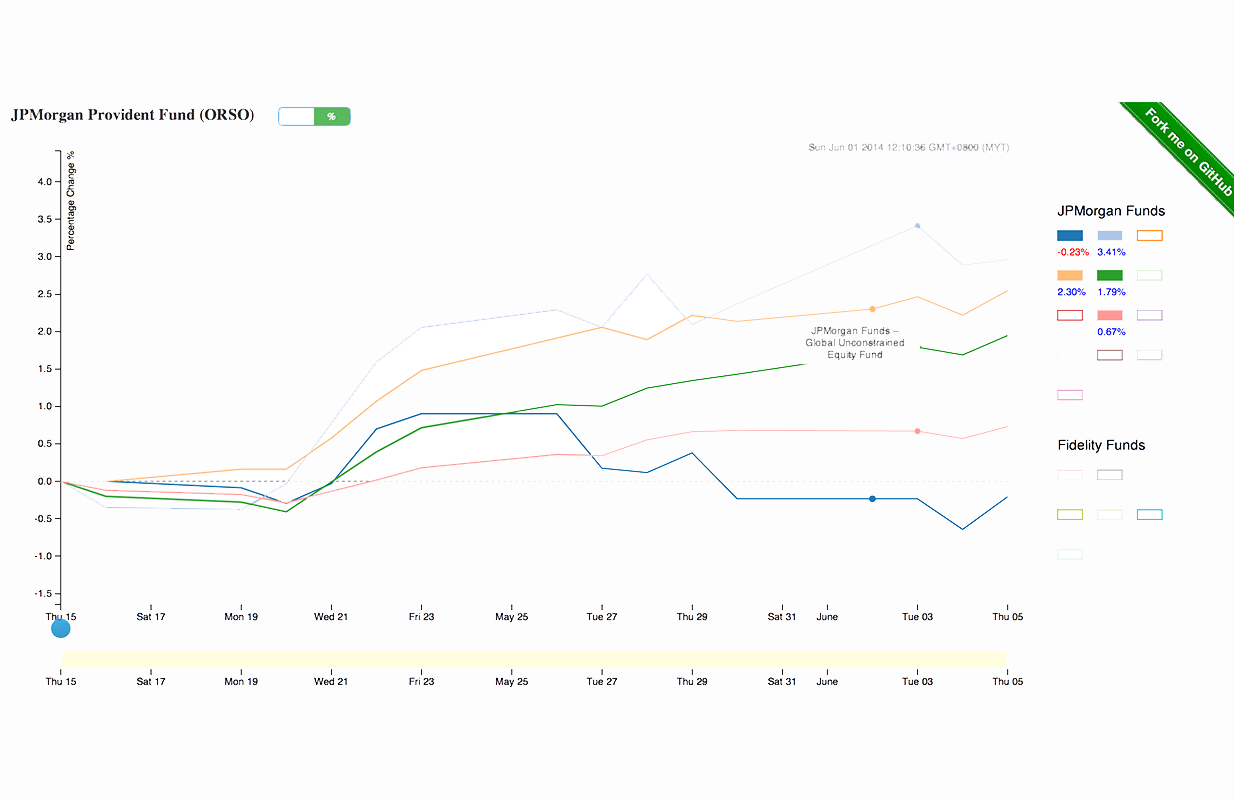 JPMorgan Provident Fund (ORSO)
%
Fork me on GitHub
Sun Jun 01 2014 12:10:36 GMT+0800 (MYT)
Percentage Change %
4.0
3.5
3.0
2.5
2.0
1.5
1.0
0.5
0.0
-0.5
-1.0
-1.5
JPMorgan Funds –
Global Unconstrained
Equity Fund
Thu 15 Sat 17 Mon 19 Wed 21 Fri 23 May 25 Tue 27 Thu 29 Sat 31 June Tue 03 Thu 05
Thu 15 Sat 17 Mon 19 Wed 21 Fri 23 May 25 Tue 27 Thu 29 Sat 31 June Tue 03 Thu 05
JPMorgan Funds
-0.23% 3.41%
2.30% 1.79%
0.67%
Fidelity Funds